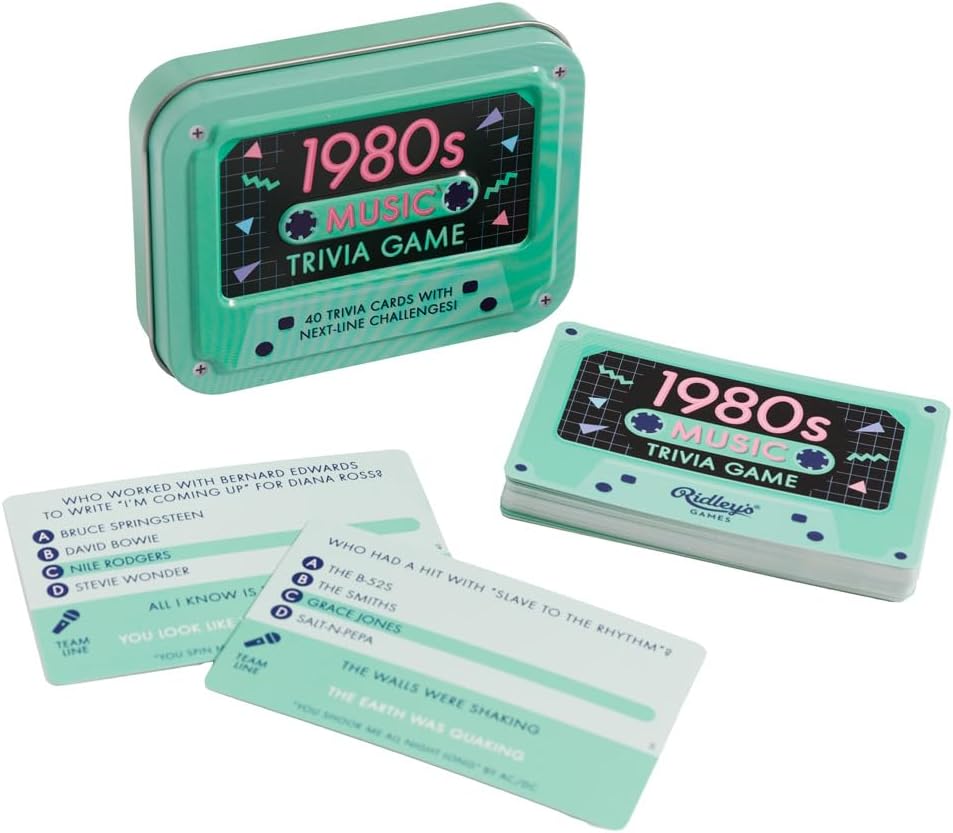 1980s
MUSIC
TRIVIA GAME
40 TRIVIA CARDS WITH
NEXT-LINE CHALLENGES!
1980s
MUSIC
TRIVIA GAME
Ridley's®
GAMES
WHO WORKED WITH BERNARD EDWARDS
TO WRITE "I'M COMING UP" FOR DIANA ROSS?
A BRUCE SPRINGSTEEN
B DAVID BOWIE
C NILE RODGERS
D STEVIE WONDER
TEAM
LINE
ALL I KNOW IS
YOU LOOK LIKE
"YOU SPIN
WHO HAD A HIT WITH "SLAVE TO THE RHYTHM"?
A THE B-52S
B THE SMITHS
C GRACE JONES
D SALT-N-PEPA
TEAM
LINE
THE WALLS WERE SHAKING
THE EARTH WAS QUAKING
"YOU SHOOK ME ALL NIGHT LONG" BY AC/DC